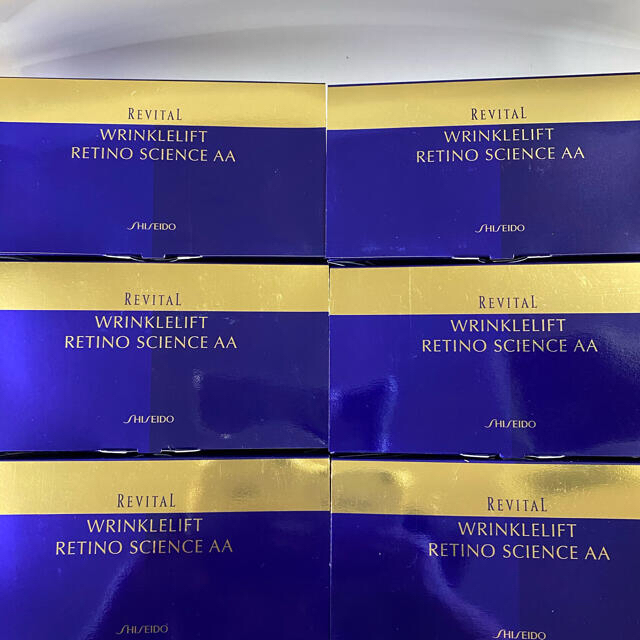 REVITAL
WRINKLELIFT
RETINO SCIENCE AA
SHISEIDO
REVITAL
WRINKLELIFT
RETINO SCIENCE AA
SHISEIDO
REVITAL
WRINKLELIFT
RETINO SCIENCE AA
SHISEIDO
REVITAL
WRINKLELIFT
RETINO SCIENCE AA
SHISEIDO
REVITAL
WRINKLELIFT
RETINO SCIENCE AA
SHISEIDO
REVITAL
WRINKLELIFT
RETINO SCIENCE AA
SHISEIDO